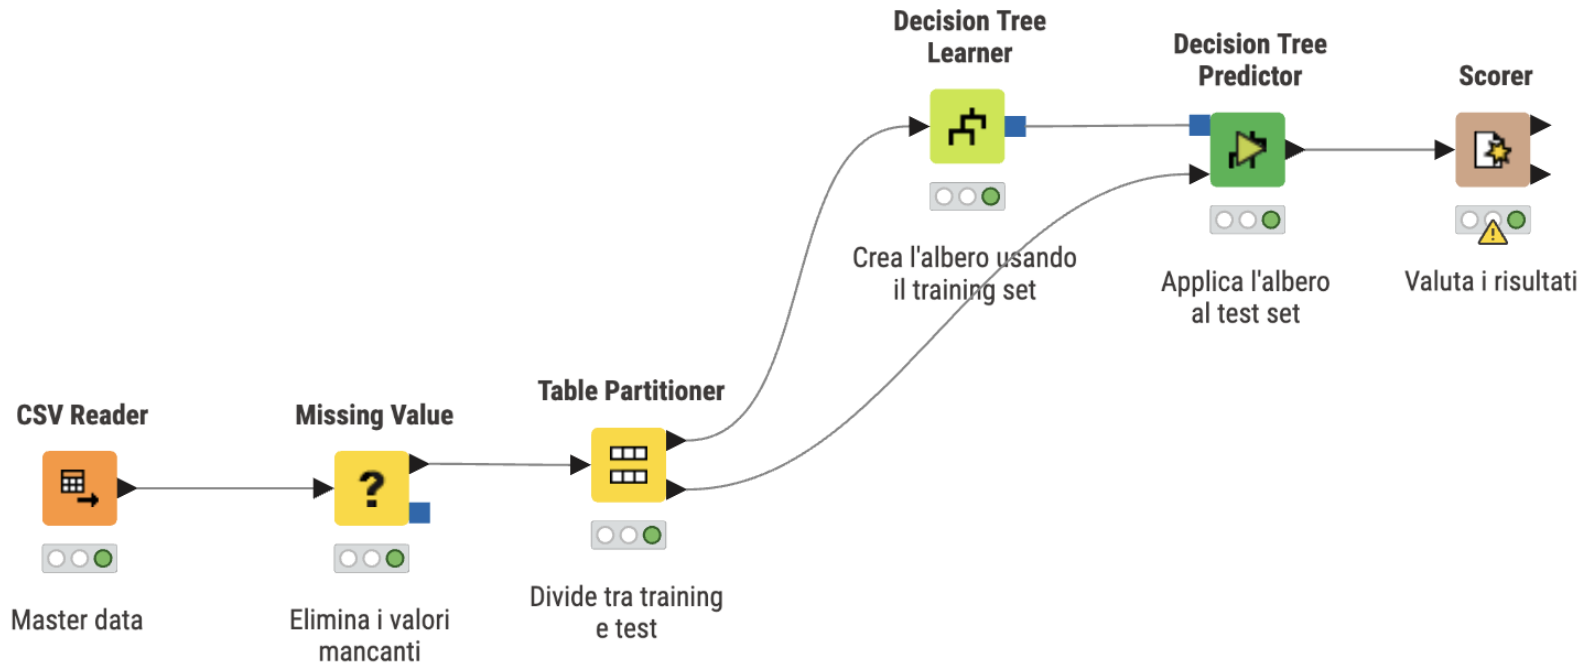 CSV Reader
Master data
Missing Value
?
Elimina i valori
mancanti
Table Partitioner
Divide tra training
e test
Decision Tree
Learner
Crea l'albero usando
il training set
Decision Tree
Predictor
Applica l'albero
al test set
Scorer
Valuta i risultati